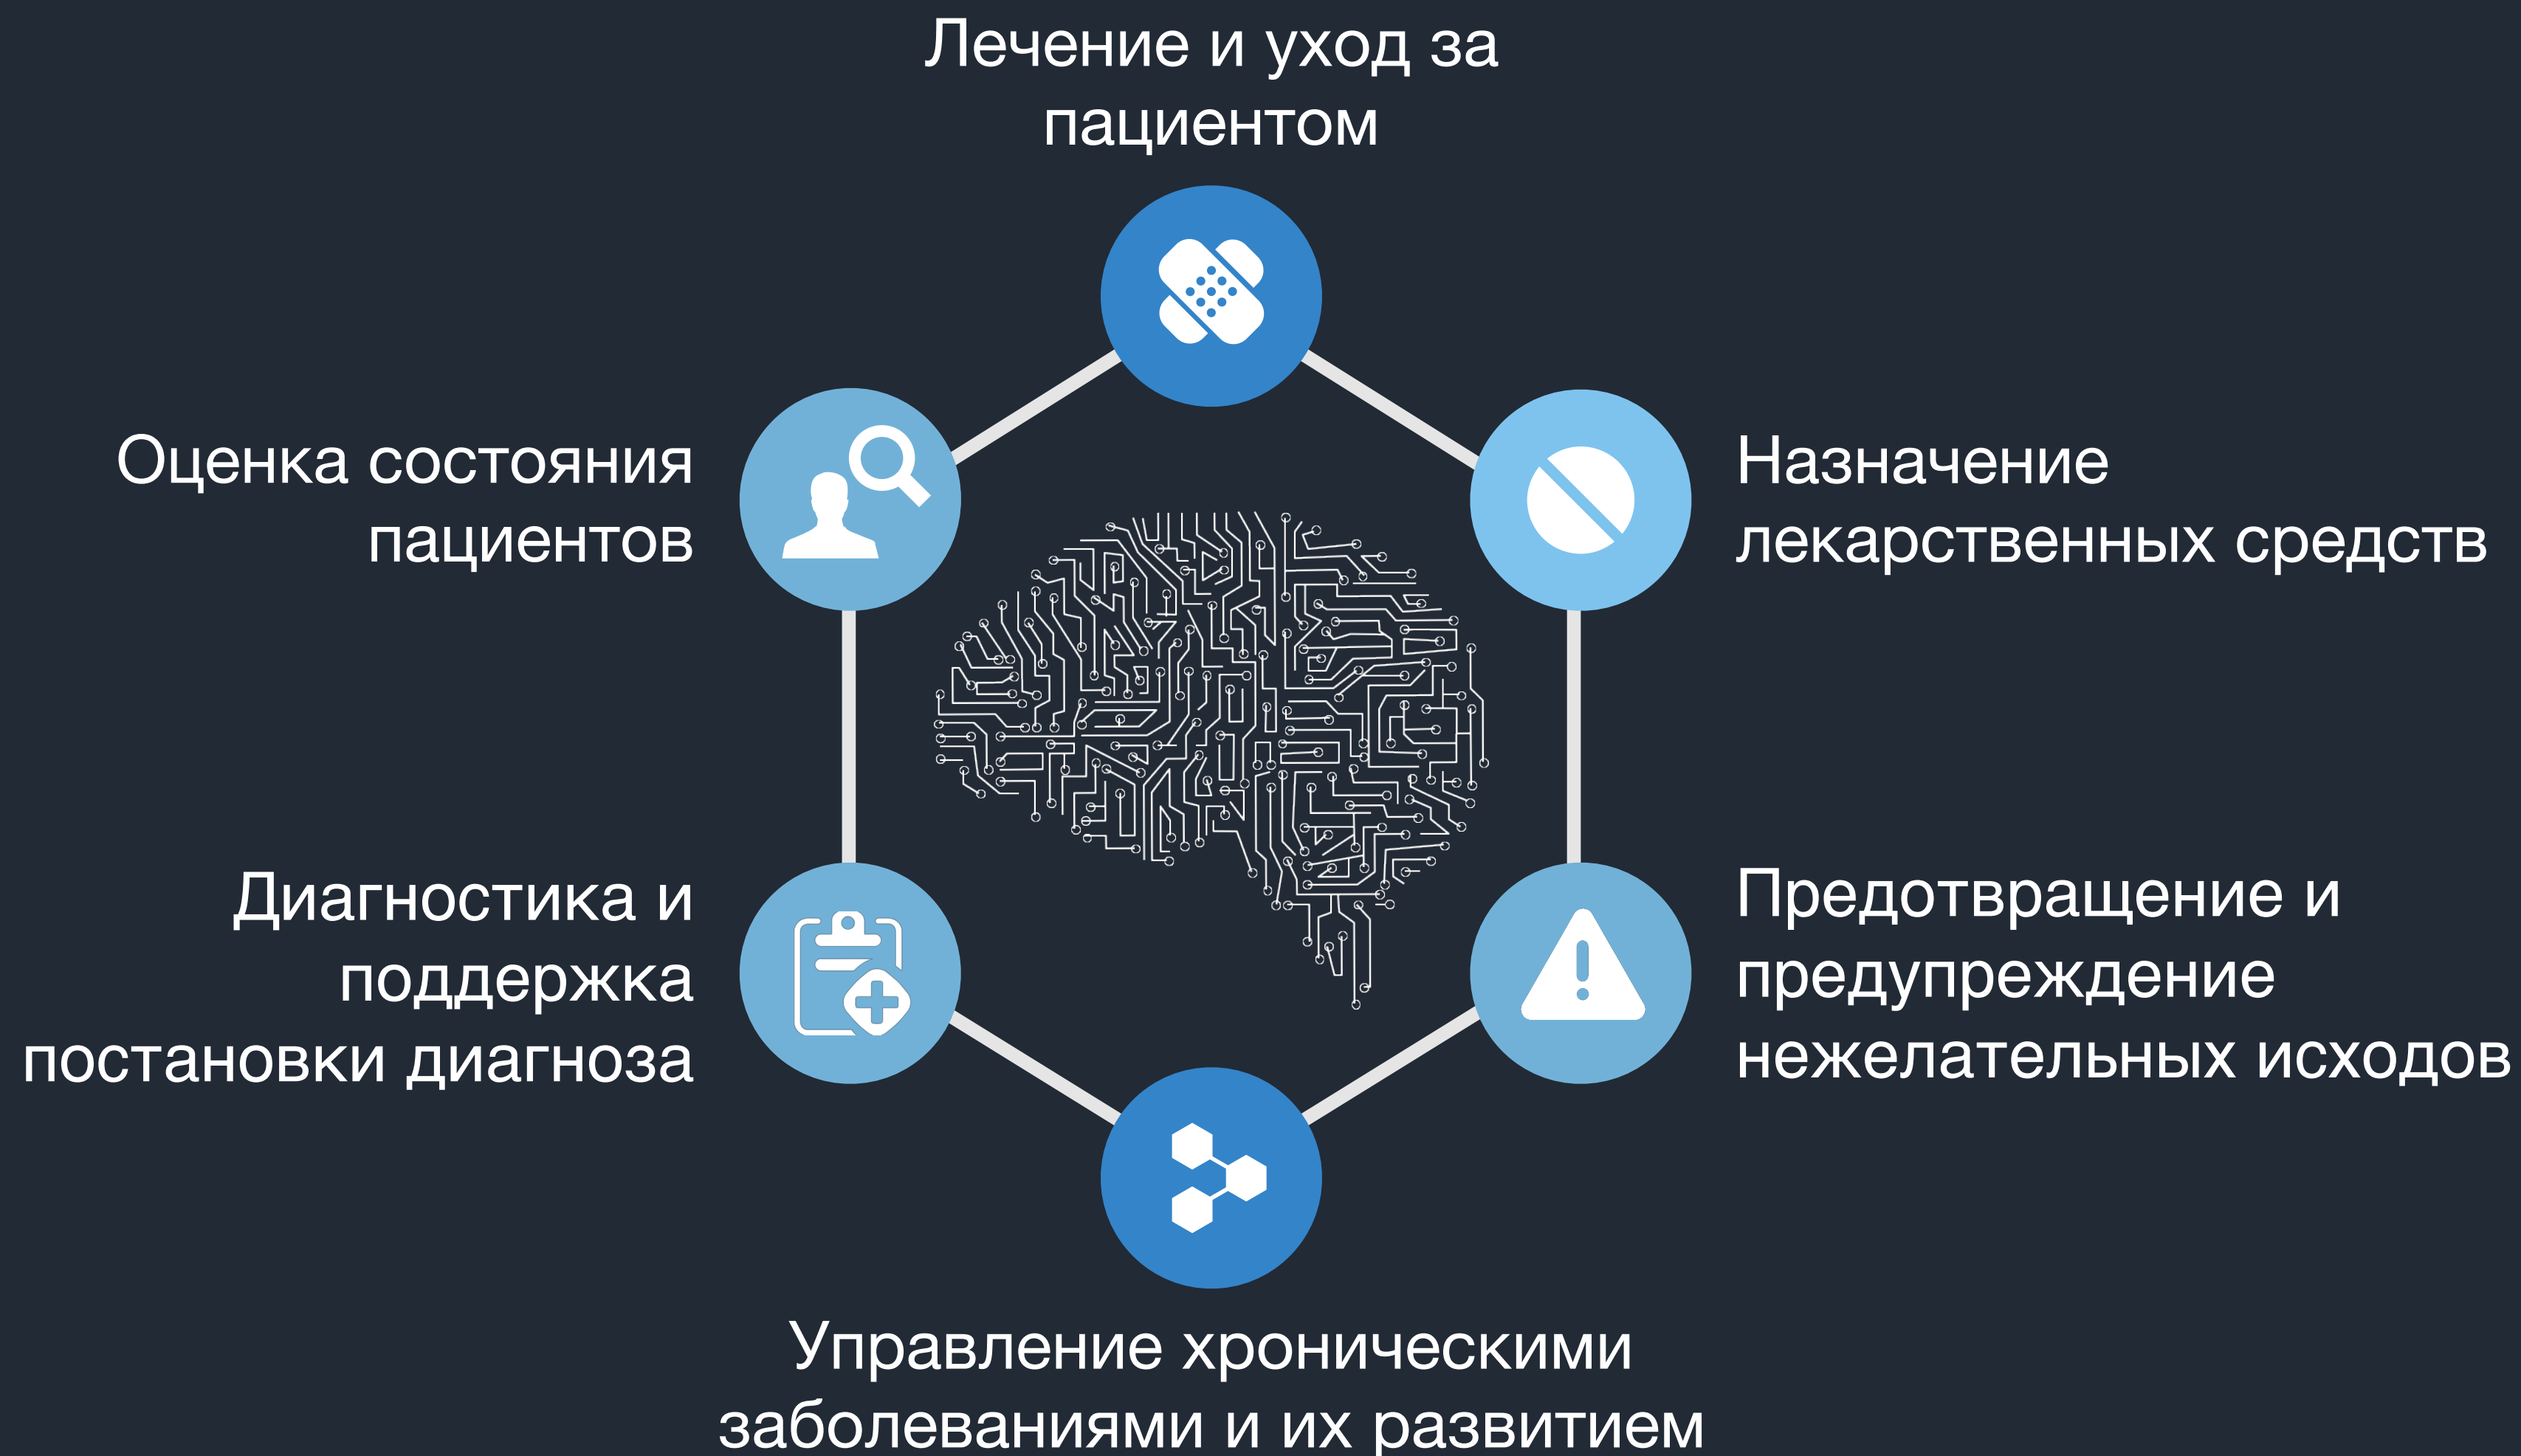 Лечение и уход за
пациентом
Оценка состояния
пациентов
Назначение
лекарственных средств
Диагностика и
поддержка
постановки диагноза
Предотвращение и
предупреждение
нежелательных исходов
Управление хроническими
заболеваниями и их развитием